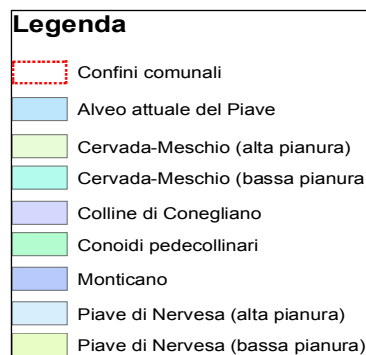 Legenda
Confini comunali
Alveo attuale del Piave
Cervada-Meschio (alta pianura)
Cervada-Meschio (bassa pianura
Colline di Conegliano
Conoidi pedecollinari
Monticano
Piave di Nervesa (alta pianura)
Piave di Nervesa (bassa pianura)